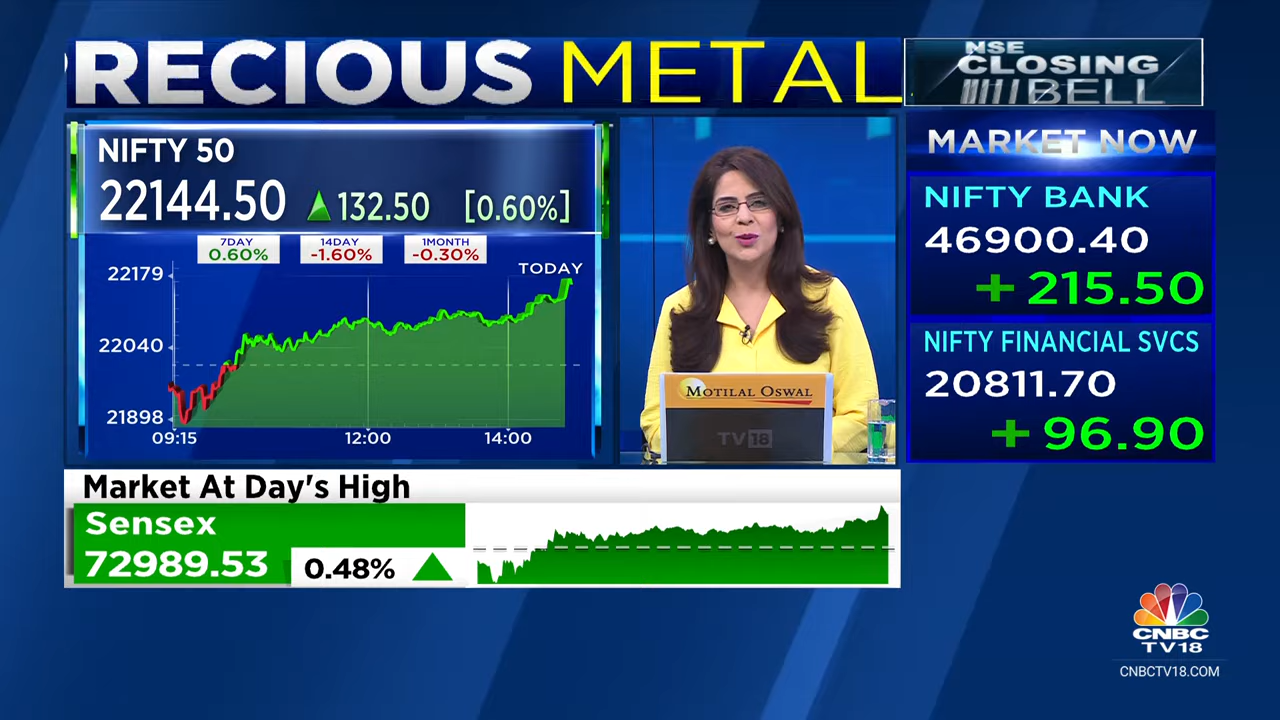 RECIOUS METAL
NSE
CLOSING
BELL
NIFTY 50
22144.50 ▲ 132.50 [0.60%]
7DAY
0.60%
14DAY
-1.60%
1MONTH
-0.30%
TODAY
22179
22040
21898
09:15
12:00
14:00
MOTILAL OSWAL
TV18
MARKET NOW
NIFTY BANK
46900.40
+ 215.50
NIFTY FINANCIAL SVCS
20811.70
+ 96.90
Market At Day's High
Sensex
72989.53 0.48% ▲
CNBC
TV18
CNBCTV18.COM